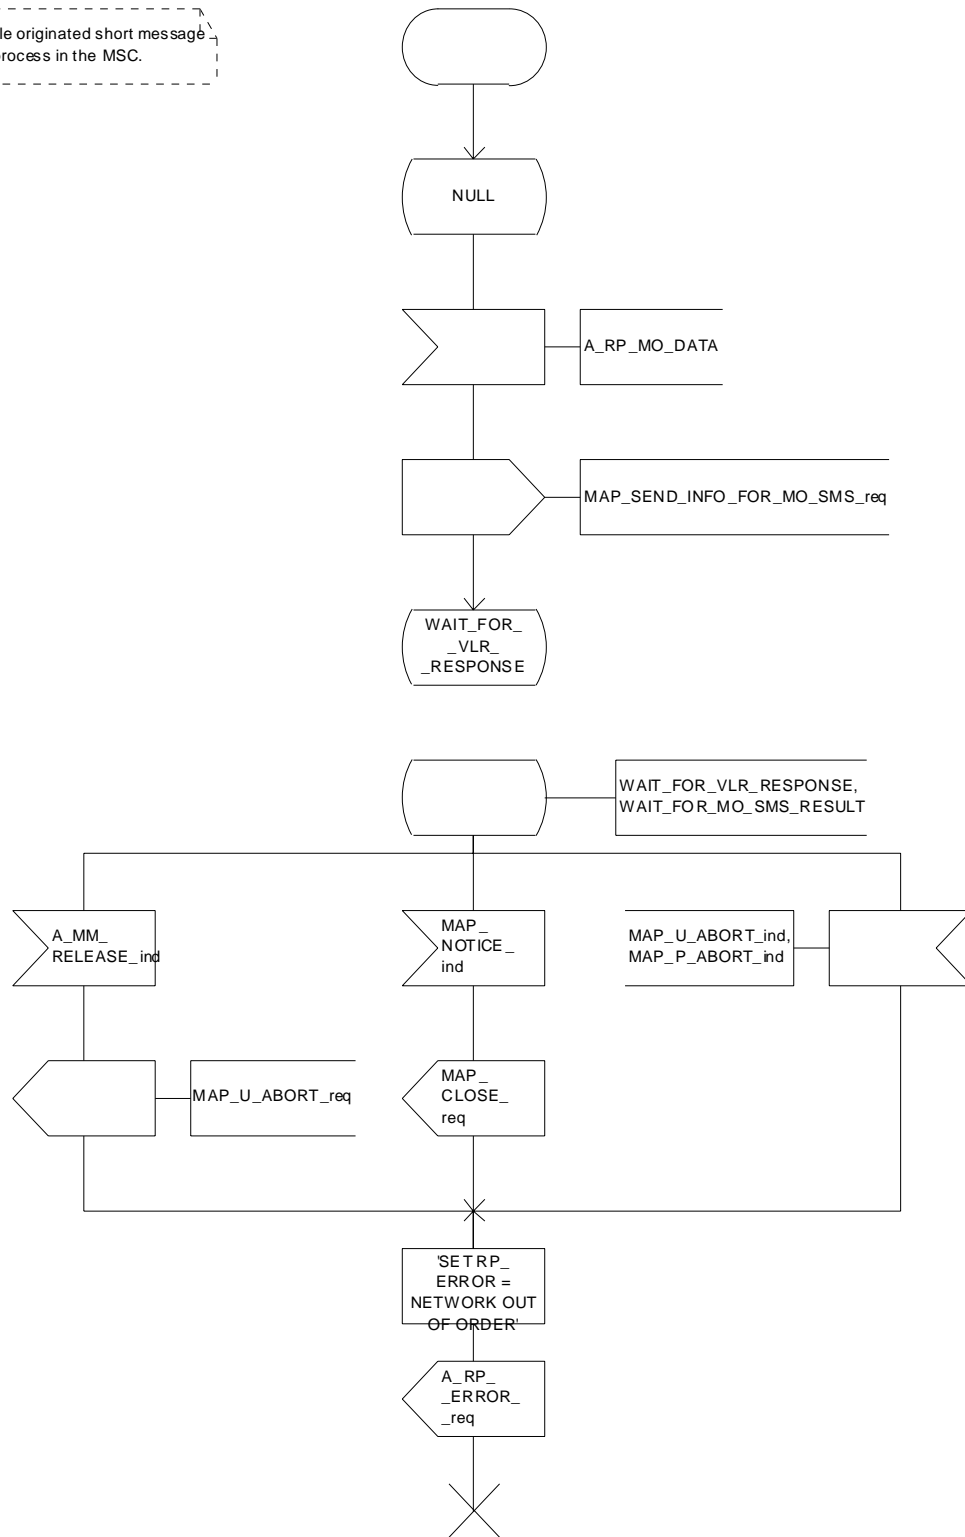 le originated short message
rocess in the MSC.
NULL
A_RP_MO_DATA
MAP_SEND_INFO_FOR_MO_SMS_req
WAIT_FOR_
_VLR_
_RESPONSE
WAIT_FOR_VLR_RESPONSE,
WAIT_FOR_MO_SMS_RESULT
A_MM_
RELEASE_ind
MAP_
NOTICE_
ind
MAP_U_ABORT_ind,
MAP_P_ABORT_ind
MAP_U_ABORT_req
MAP_
CLOSE_
req
'SET RP_
ERROR =
NETWORK OUT
OF ORDER'
A_RP_
_ERROR_
_req